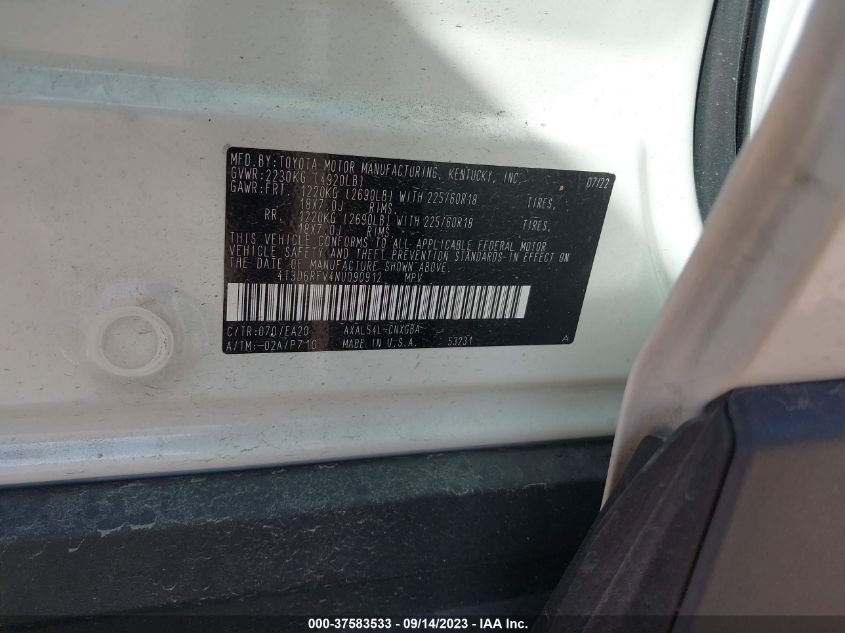 MFD.BY:TOYOTA MOTOR MANUFACTURING, KENTUCKY, INC. 07/22
GVWR:2230KG (4920LB)
GAWR:FRT. 1220KG (2690LB) WITH 225/60R18 TIRES,
18X7.0J RIMS
RR. 1220KG (2690LB) WITH 225/60R18 TIRES,
18X7.0J RIMS
THIS VEHICLE CONFORMS TO ALL APPLICABLE FEDERAL MOTOR
VEHICLE SAFETY AND THEFT PREVENTION STANDARDS IN EFFECT ON
THE DATE OF MANUFACTURE SHOWN ABOVE.
4T3D6RFV4NU090912 MPV
C/TR:070/EA20 AXAL54L-CNXGBA
A/TM:-02A/P710 MADE IN U.S.A. 53231 A
000-37583533 - 09/14/2023 - IAA Inc.